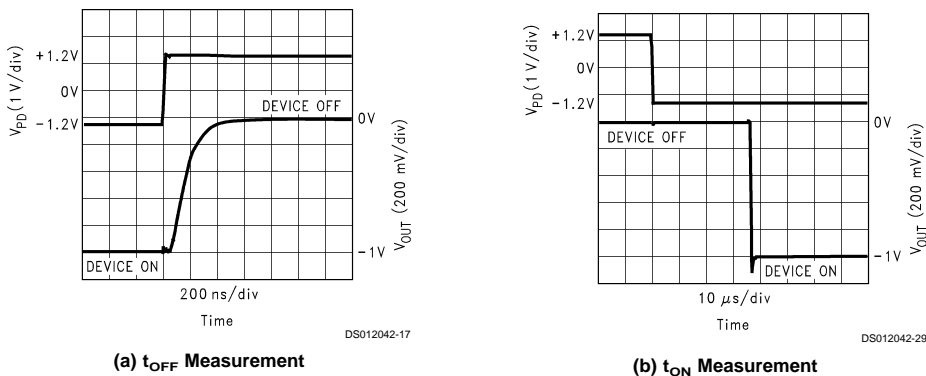 V_PD (1 V/div)
+1.2V
0V
−1.2V
DEVICE OFF
DEVICE ON
0V
−1V
V_OUT (200 mV/div)
200 ns/div
Time
DS012042-17
(a) t_OFF Measurement
V_PD (1 V/div)
+1.2V
0V
−1.2V
DEVICE OFF
DEVICE ON
0V
−1V
V_OUT (200 mV/div)
10 μs/div
Time
DS012042-29
(b) t_ON Measurement